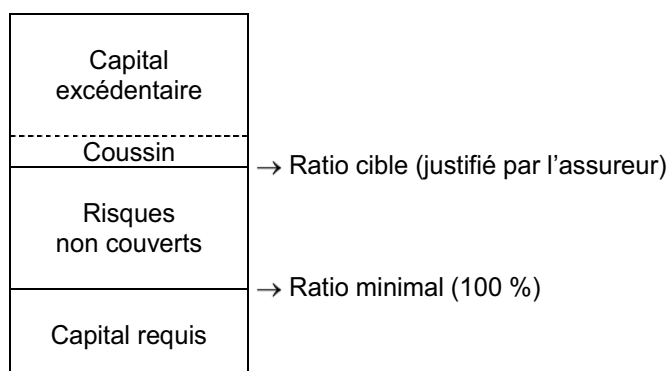 Capital
excédentaire
Coussin
→ Ratio cible (justifié par l’assureur)
Risques
non couverts
→ Ratio minimal (100 %)
Capital requis